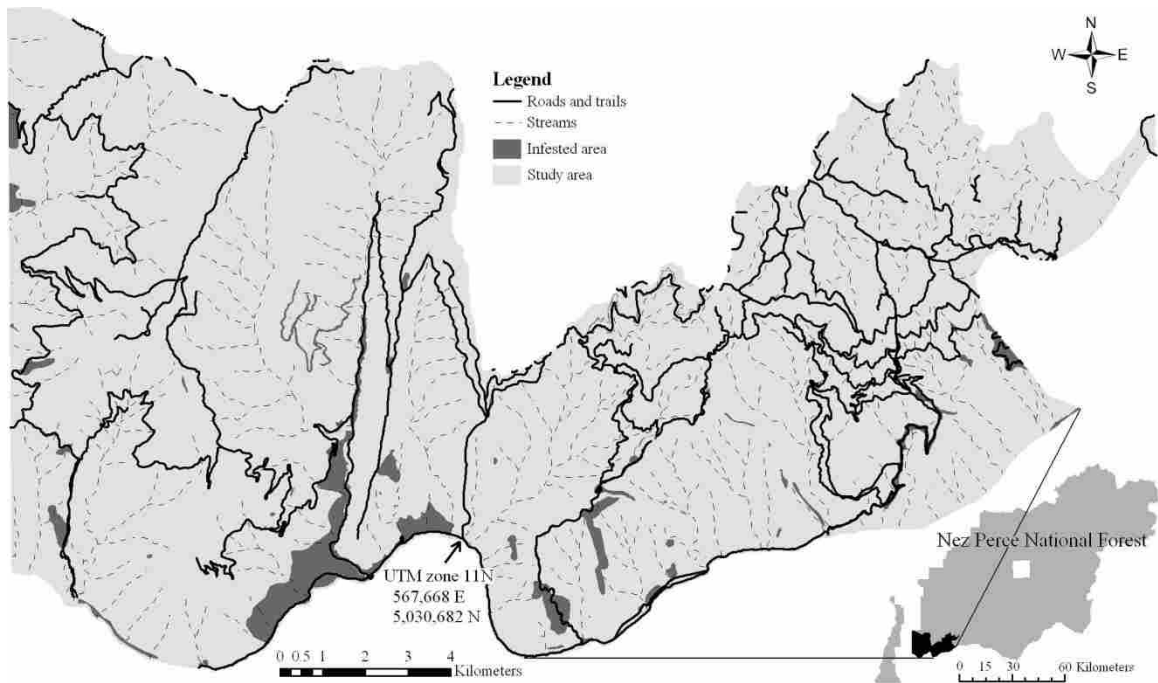 N
W E
S
Legend
Roads and trails
Streams
Infested area
Study area
Nez Perce National Forest
UTM zone 11N
567,668 E
5,030,682 N
0 0.5 1 2 3 4
Kilometers
0 15 30 60 Kilometers